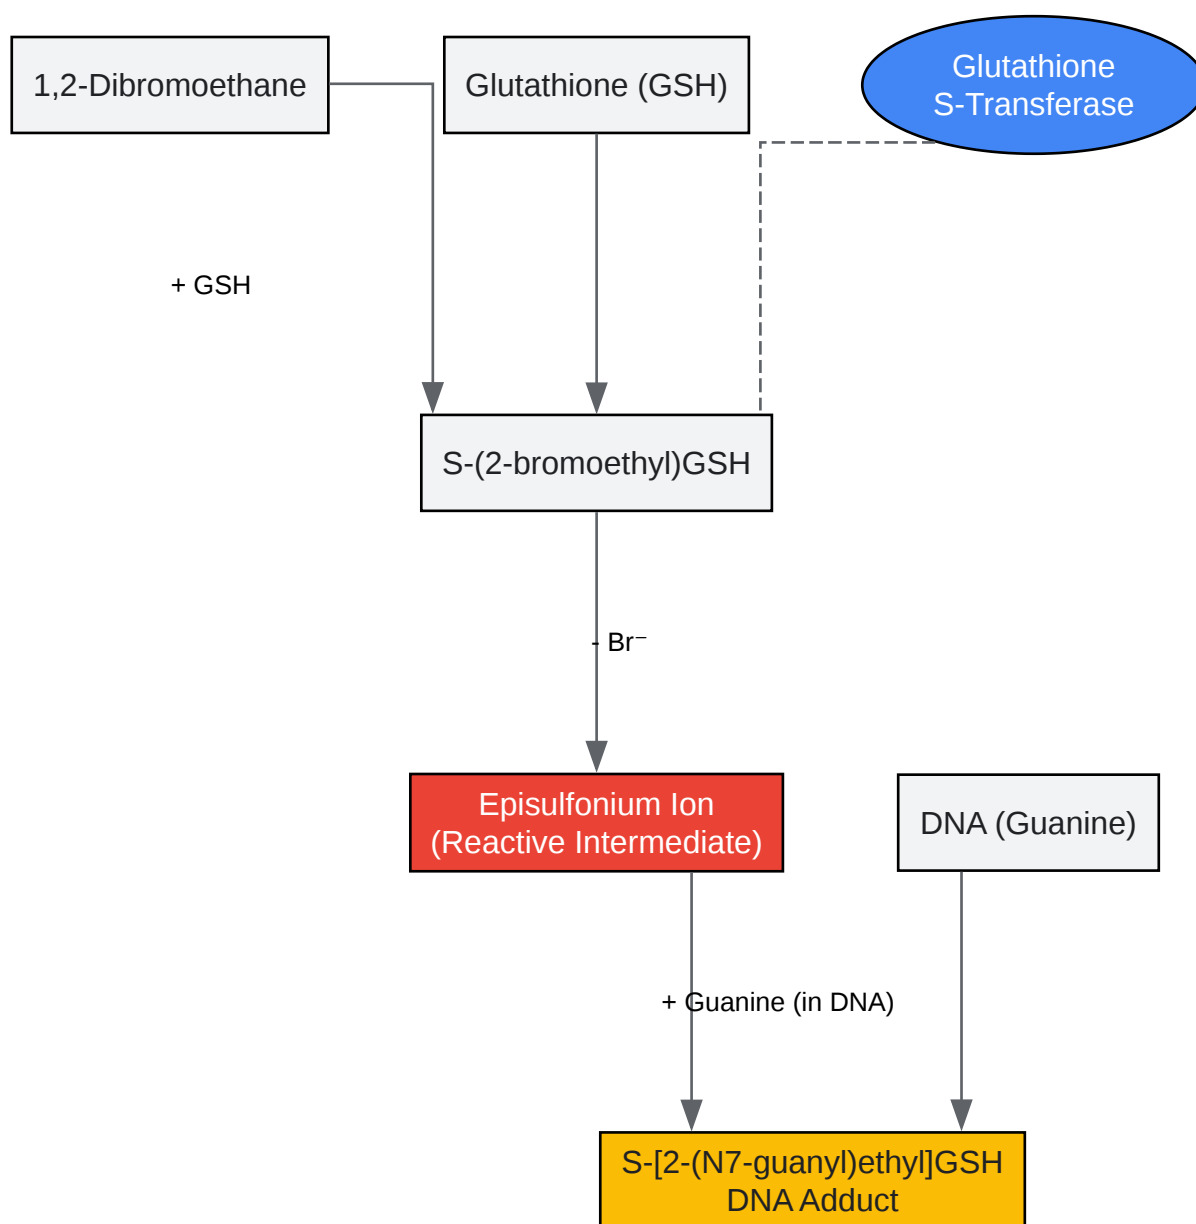 1,2-Dibromoethane
Glutathione (GSH)
Glutathione
S-Transferase
+ GSH
S-(2-bromoethyl)GSH
- Br⁻
Episulfonium Ion
(Reactive Intermediate)
DNA (Guanine)
+ Guanine (in DNA)
S-[2-(N7-guanyl)ethyl]GSH
DNA Adduct